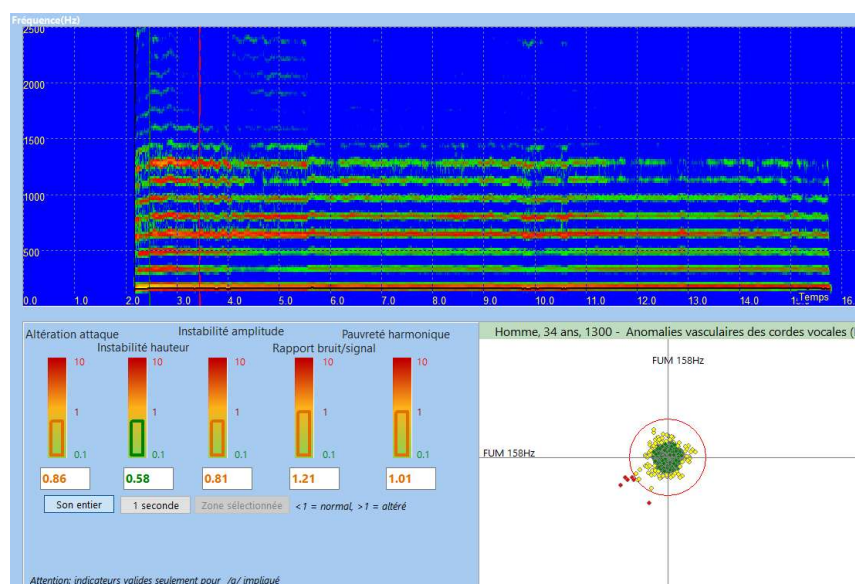 Fréquence(Hz)
2500
2000
1500
1000
500
0.0 1.0 2.0 3.0 4.0 5.0 6.0 7.0 8.0 9.0 10.0 11.0 12.0 13.0 14.0 16.
Temps
Altération attaque Instabilité amplitude Pauvreté harmonique
Instabilité hauteur Rapport bruit/signal
10 10 10 10 10
1 1 1 1 1
0.1 0.1 0.1 0.1 0.1
0.86 0.58 0.81 1.21 1.01
Son entier 1 seconde Zone sélectionnée <1 = normal, >1 = altéré
Attention: indicateurs valides seulement pour /a/ impliqué
Homme, 34 ans, 1300 - Anomalies vasculaires des cordes vocales (
FUM 158Hz
FUM 158Hz